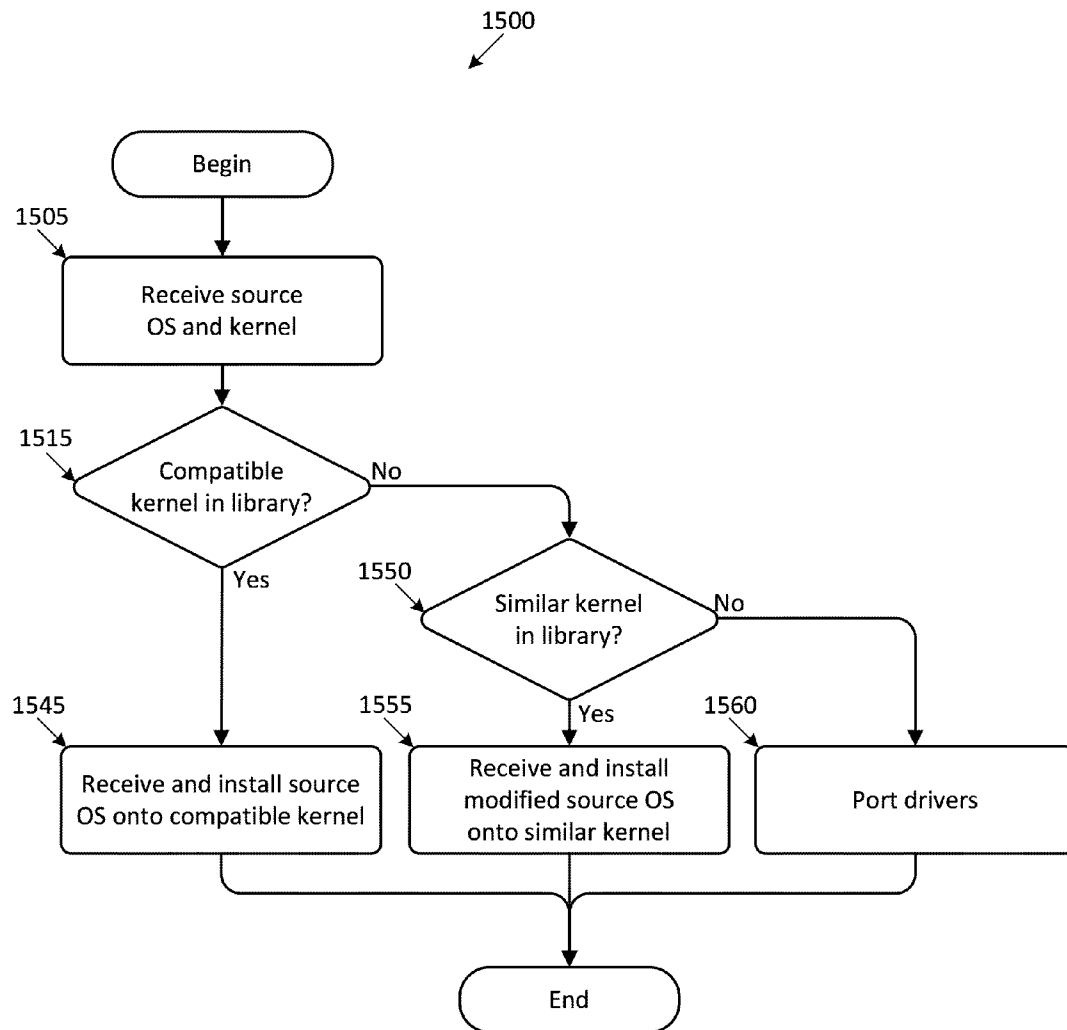 1500
Begin
1505
Receive source
OS and kernel
1515
Compatible
kernel in library?
No
Yes
1550
Similar kernel
in library?
No
Yes
1545
Receive and install source
OS onto compatible kernel
1555
Receive and install
modified source OS
onto similar kernel
1560
Port drivers
End